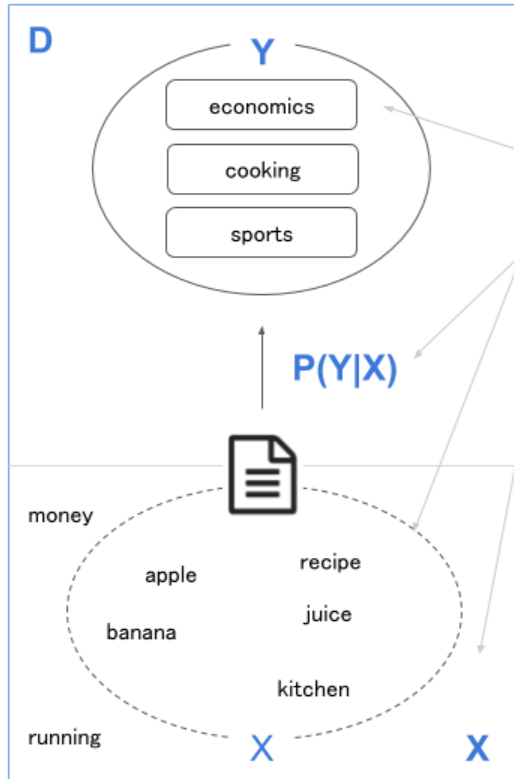 D
Y
economics
cooking
sports
P(Y|X)
money
apple
recipe
banana
juice
kitchen
running
X
X